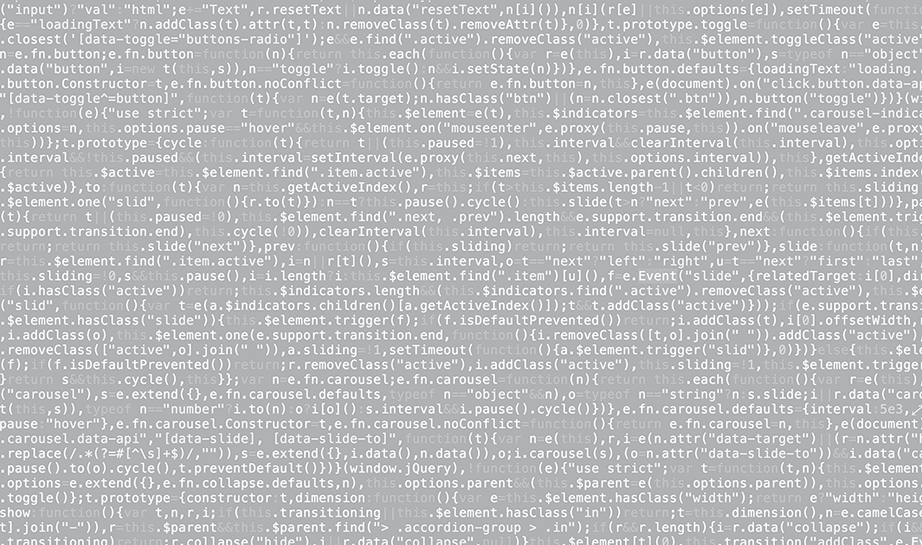 ("input")?"val":"html";e+="Text",r.resetText||n.data("resetText",n[i]()),n[i](r[e]||this.options[e]),setTimeout(function
{e=="loadingText"?n.addClass(t).attr(t,t):n.removeClass(t).removeAttr(t)},0)},t.prototype.toggle=function(){var e=this
.closest('[data-toggle="buttons-radio"]');e&&e.find(".active").removeClass("active"),this.$element.toggleClass("active"
n=e.fn.button;e.fn.button=function(n){return this.each(function(){var r=e(this),i=r.data("button"),s=typeof n=="object
.data("button",i=new t(this,s)),n=="toggle"?i.toggle():n&&i.setState(n)})},e.fn.button.defaults={loadingText:"loading.
.button.Constructor=t,e.fn.button.noConflict=function(){return e.fn.button=n,this},e(document).on("click.button.data-ap
"[data-toggle^=button]",function(t){var n=e(t.target);n.hasClass("btn")||(n=n.closest(".btn")),n.button("toggle")})}(w
,!function(e){"use strict";var t=function(t,n){this.$element=e(t),this.$indicators=this.$element.find(".carousel-indic
.options=n,this.options.pause=="hover"&&this.$element.on("mouseenter",e.proxy(this.pause,this)).on("mouseleave",e.prox
this))};t.prototype={cycle:function(t){return t||(this.paused=!1),this.interval&&clearInterval(this.interval),this.opt
.interval&&!this.paused&&(this.interval=setInterval(e.proxy(this.next,this),this.options.interval)),this},getActiveInd
{return this.$active=this.$element.find(".item.active"),this.$items=this.$active.parent().children(),this.$items.index
$active)},to:function(t){var n=this.getActiveIndex(),r=this;if(t>this.$items.length-1||t<0)return;return this.sliding
$element.one("slid",function(){r.to(t)}):n==t?this.pause().cycle():this.slide(t>n?"next":"prev",e(this.$items[t]))},pa
(t){return t||(this.paused=!0),this.$element.find(".next, .prev").length&&e.support.transition.end&&(this.$element.tri
.support.transition.end),this.cycle(!0)),clearInterval(this.interval),this.interval=null,this},next:function(){if(this
return;return this.slide("next")},prev:function(){if(this.sliding)return;return this.slide("prev")},slide:function(t,n
r=this.$element.find(".item.active"),i=n||r[t](),s=this.interval,o=t=="next"?"left":"right",u=t=="next"?"first":"last"
this.sliding=!0,s&&this.pause(),i=i.length?i:this.$element.find(".item")[u](),f=e.Event("slide",{relatedTarget:i[0],di
if(i.hasClass("active"))return;this.$indicators.length&&(this.$indicators.find(".active").removeClass("active"),this.$
"slid",function(){var t=e(a.$indicators.children()[a.getActiveIndex()]);t&&t.addClass("active")}));if(e.support.trans
$element.hasClass("slide")){this.$element.trigger(f);if(f.isDefaultPrevented())return;i.addClass(t),i[0].offsetWidth,
,i.addClass(o),this.$element.one(e.support.transition.end,function(){i.removeClass([t,o].join(" ")).addClass("active"
.removeClass(["active",o].join(" ")),a.sliding=!1,setTimeout(function(){a.$element.trigger("slid")},0)})}else{this.$el
(f);if(f.isDefaultPrevented())return;r.removeClass("active"),i.addClass("active"),this.sliding=!1,this.$element.trigger
}return s&&this.cycle(),this}};var n=e.fn.carousel;e.fn.carousel=function(n){return this.each(function(){var r=e(this)
("carousel"),s=e.extend({},e.fn.carousel.defaults,typeof n=="object"&&n),o=typeof n=="string"?n:s.slide;i||r.data("car
t(this,s)),typeof n=="number"?i.to(n):o?i[o]():s.interval&&i.pause().cycle()})},e.fn.carousel.defaults={interval:5e3,
pause:"hover"},e.fn.carousel.Constructor=t,e.fn.carousel.noConflict=function(){return e.fn.carousel=n,this},e(document
.carousel.data-api","[data-slide], [data-slide-to]",function(t){var n=e(this),r,i=e(n.attr("data-target")||(r=n.attr("
.replace(/.*(?=#[^\s]+$)/,"")),s=e.extend({},i.data(),n.data()),o;i.carousel(s),(o=n.attr("data-slide-to"))&&i.data("ca
.pause().to(o).cycle(),t.preventDefault()})}(window.jQuery),!function(e){"use strict";var t=function(t,n){this.$elemen
options=e.extend({},e.fn.collapse.defaults,n),this.options.parent&&(this.$parent=e(this.options.parent)),this.options
.toggle()};t.prototype={constructor:t,dimension:function(){var e=this.$element.hasClass("width");return e?"width":"hei
show:function(){var t,n,r,i;if(this.transitioning||this.$element.hasClass("in"))return;t=this.dimension(),n=e.camelCas
t].join("-")),r=this.$parent&&this.$parent.find("> .accordion-group > .in");if(r&&r.length){i=r.data("collapse");if(i
transitioning)return;r.collapse("hide"),i||r.data("collapse",null)}this.$element[t](0),this.transition("addClass",e.Ev